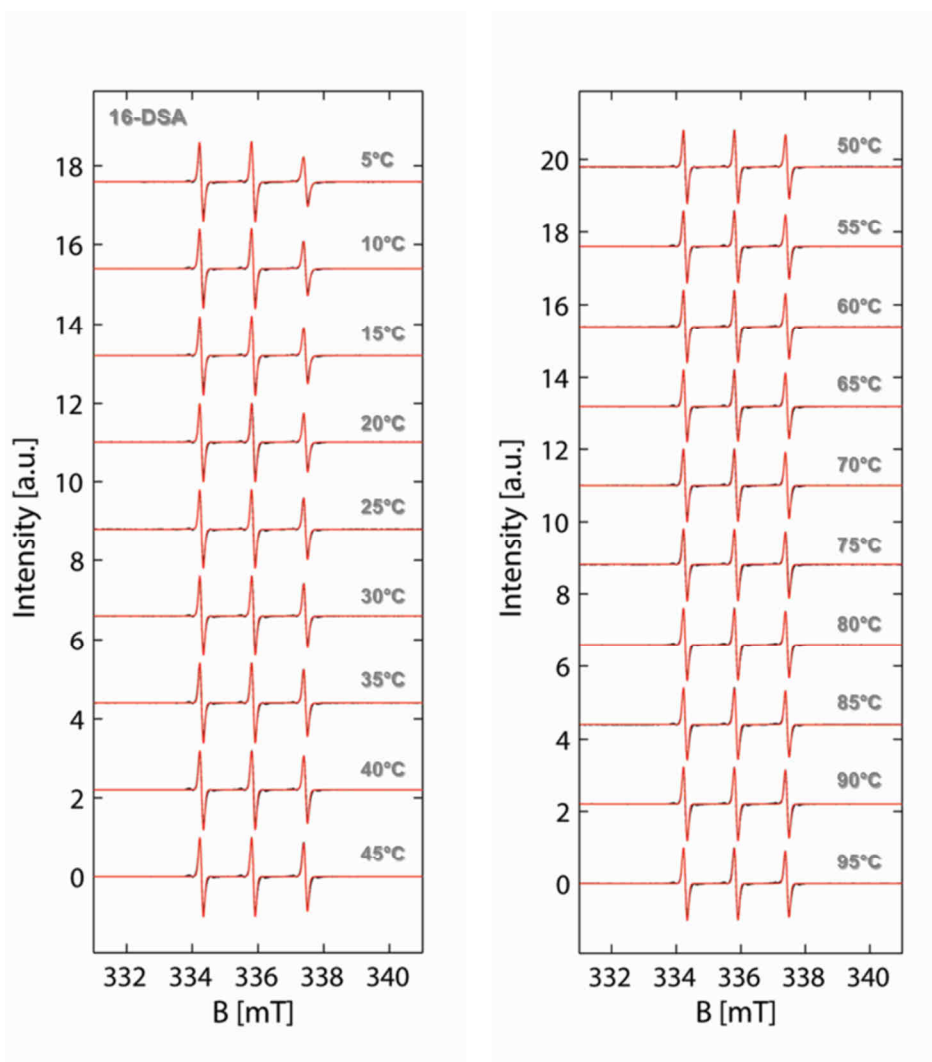 16-DSA
5°C
18
10°C
16
15°C
14
20°C
12
25°C
10
30°C
8
35°C
6
40°C
4
45°C
2
0
Intensity [a.u.]
332 334 336 338 340
B [mT]
50°C
20
55°C
18
60°C
16
65°C
14
70°C
12
75°C
10
80°C
8
85°C
6
90°C
4
95°C
2
0
Intensity [a.u.]
332 334 336 338 340
B [mT]